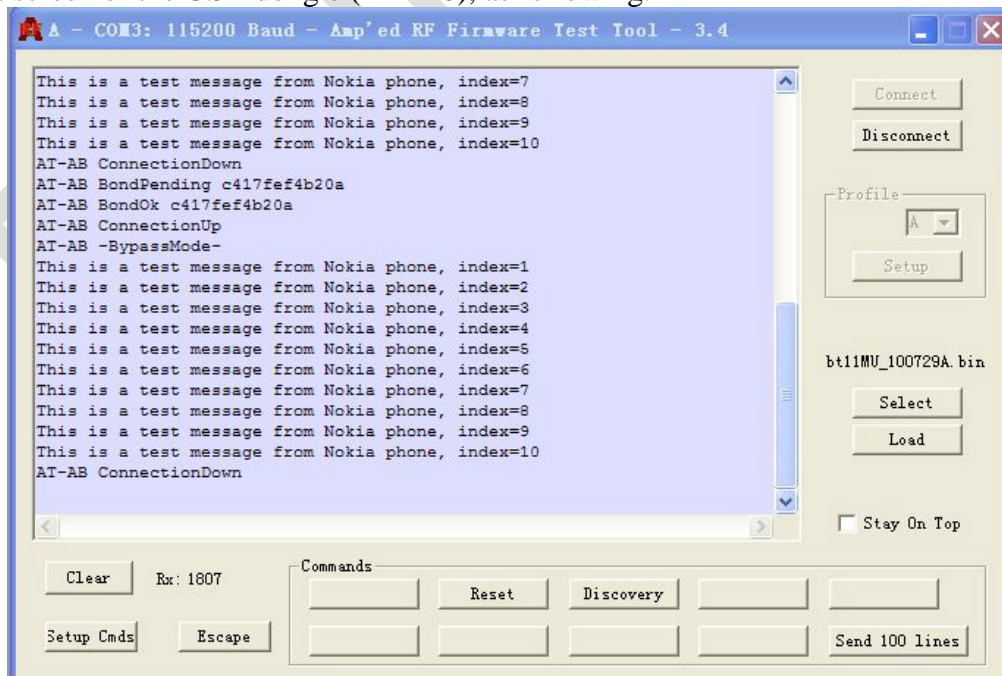 A - COM3: 115200 Baud - Amp'ed RF Firmware Test Tool - 3.4
This is a test message from Nokia phone, index=7
This is a test message from Nokia phone, index=8
This is a test message from Nokia phone, index=9
This is a test message from Nokia phone, index=10
AT-AB ConnectionDown
AT-AB BondPending c417fef4b20a
AT-AB BondOk c417fef4b20a
AT-AB ConnectionUp
AT-AB -BypassMode-
This is a test message from Nokia phone, index=1
This is a test message from Nokia phone, index=2
This is a test message from Nokia phone, index=3
This is a test message from Nokia phone, index=4
This is a test message from Nokia phone, index=5
This is a test message from Nokia phone, index=6
This is a test message from Nokia phone, index=7
This is a test message from Nokia phone, index=8
This is a test message from Nokia phone, index=9
This is a test message from Nokia phone, index=10
AT-AB ConnectionDown
Connect
Disconnect
Profile
A
Setup
bt11MU_100729A.bin
Select
Load
Stay On Top
Clear
Rx: 1807
Setup Cmds
Escape
Commands
Reset
Discovery
Send 100 lines